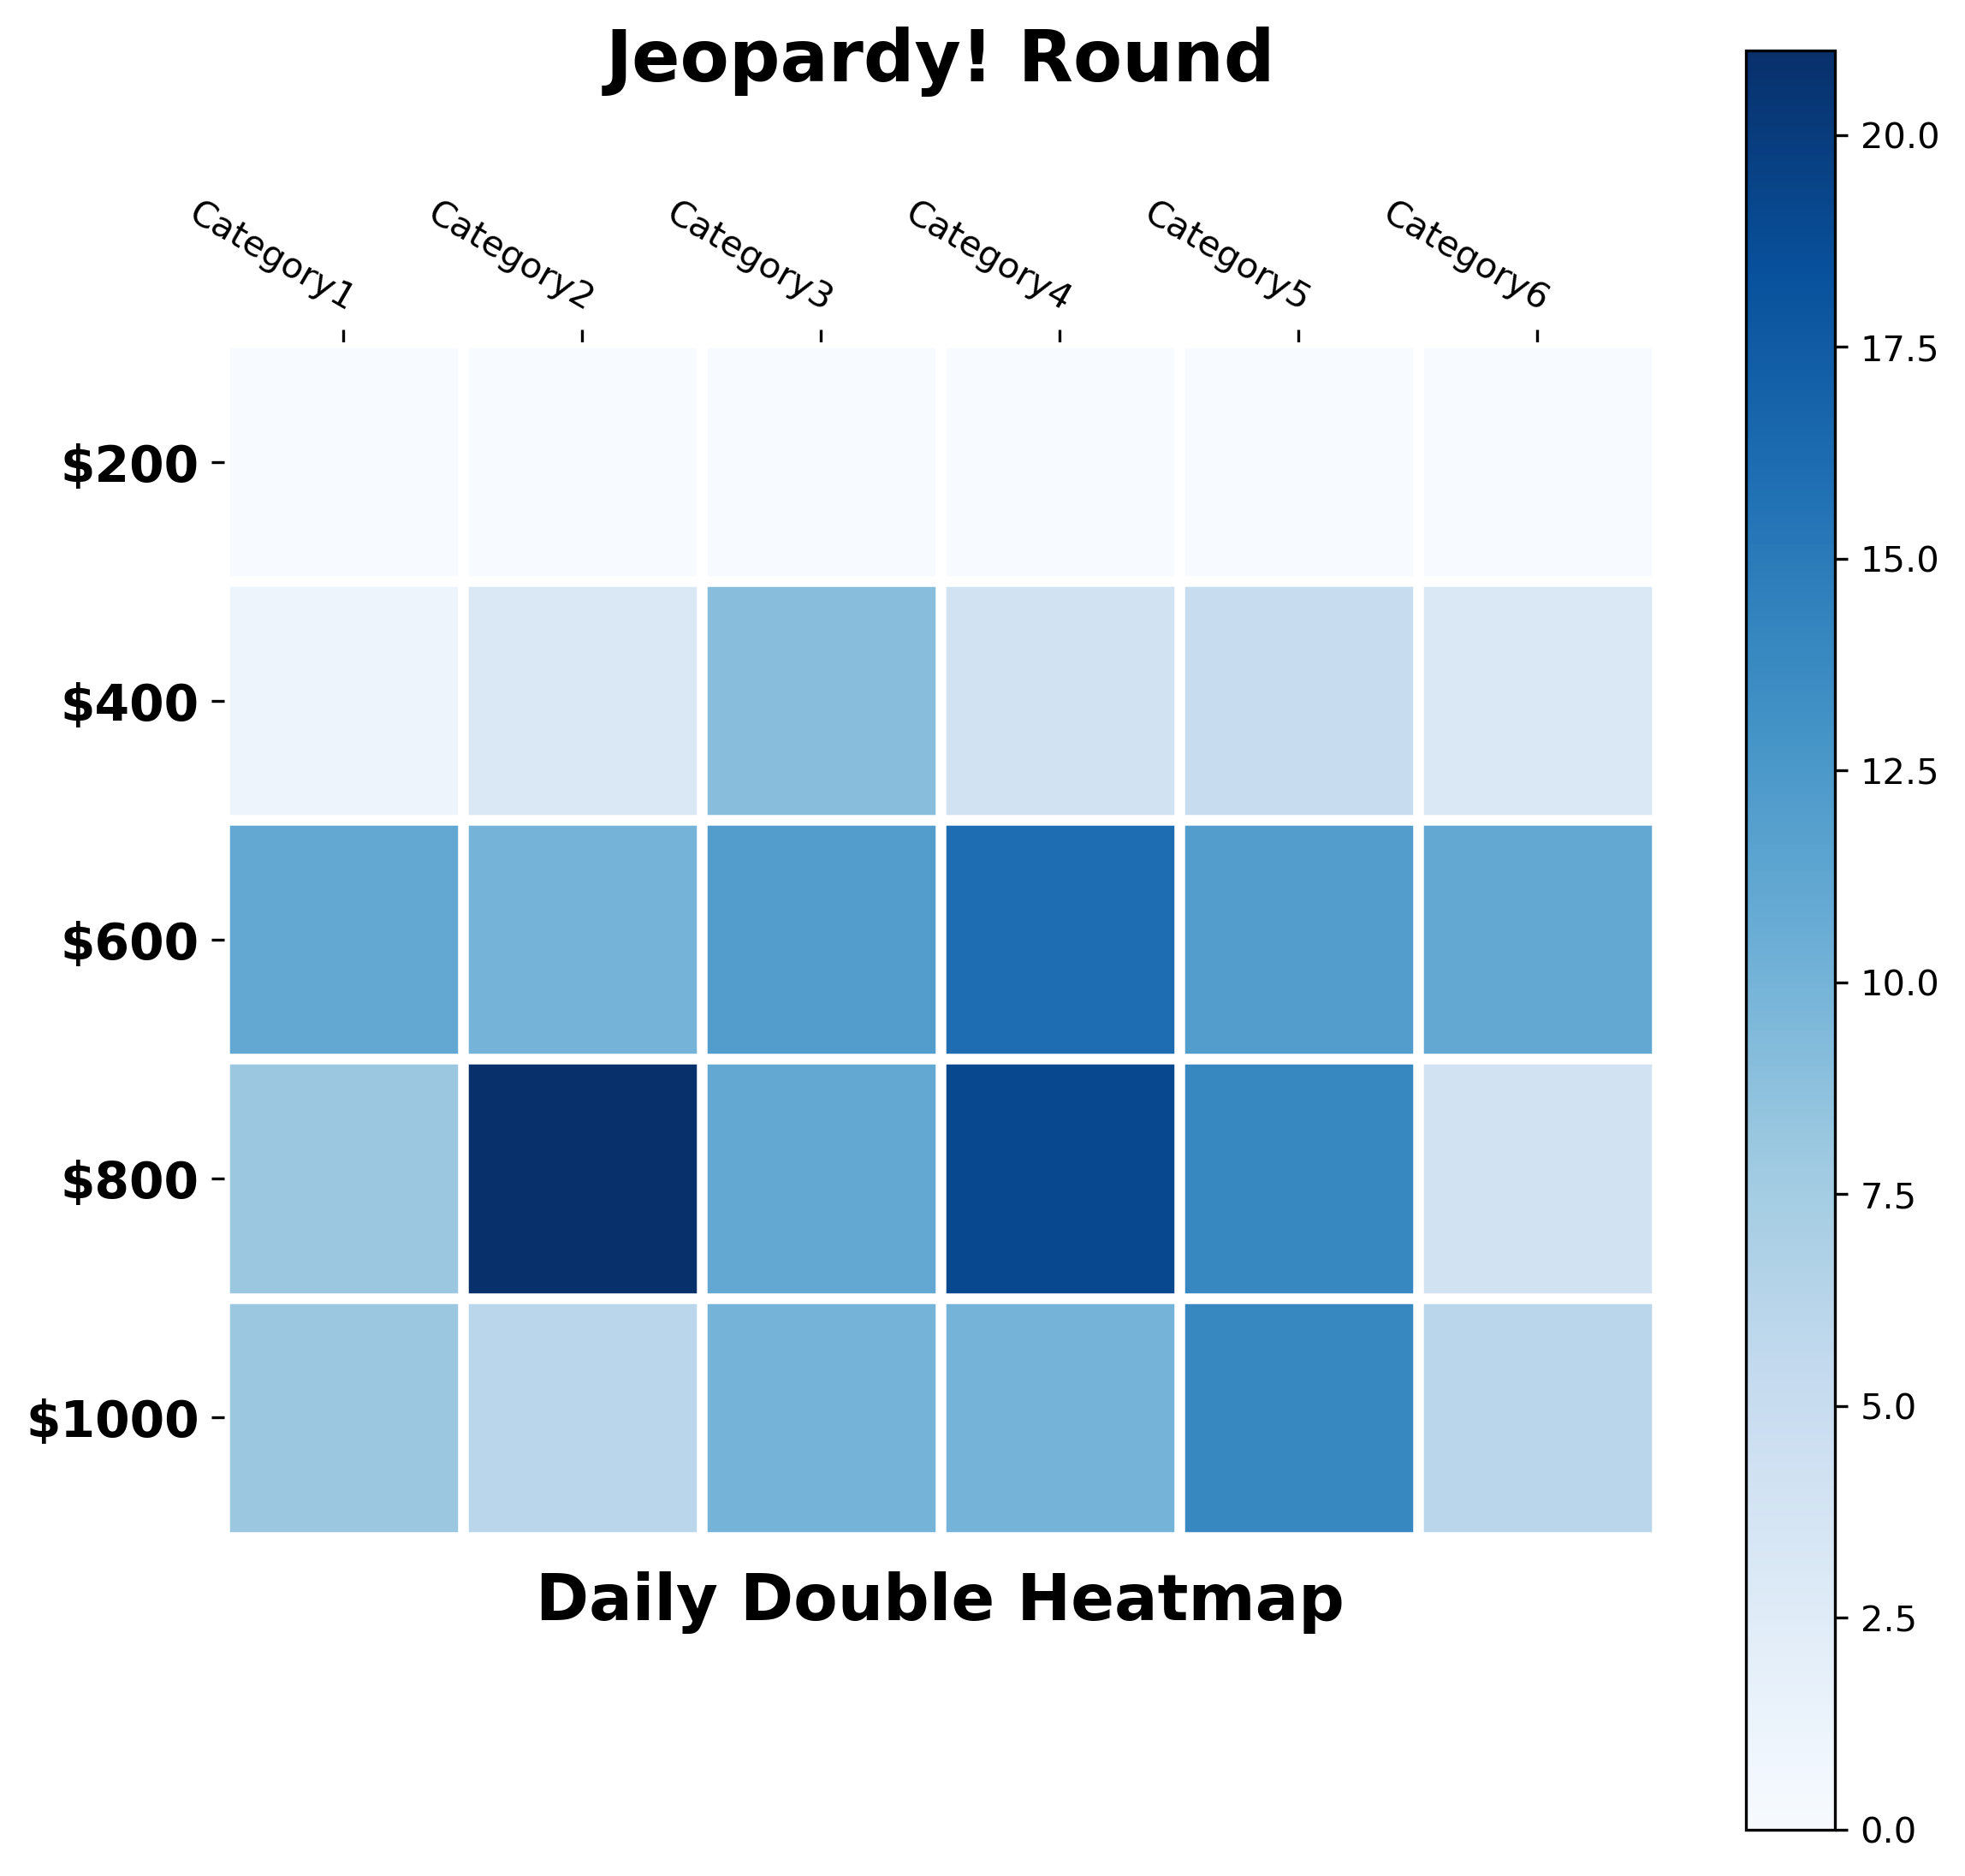 Jeopardy! Round
Category1
Category2
Category3
Category4
Category5
Category6
$200
$400
$600
$800
$1000
Daily Double Heatmap
20.0
17.5
15.0
12.5
10.0
7.5
5.0
2.5
0.0